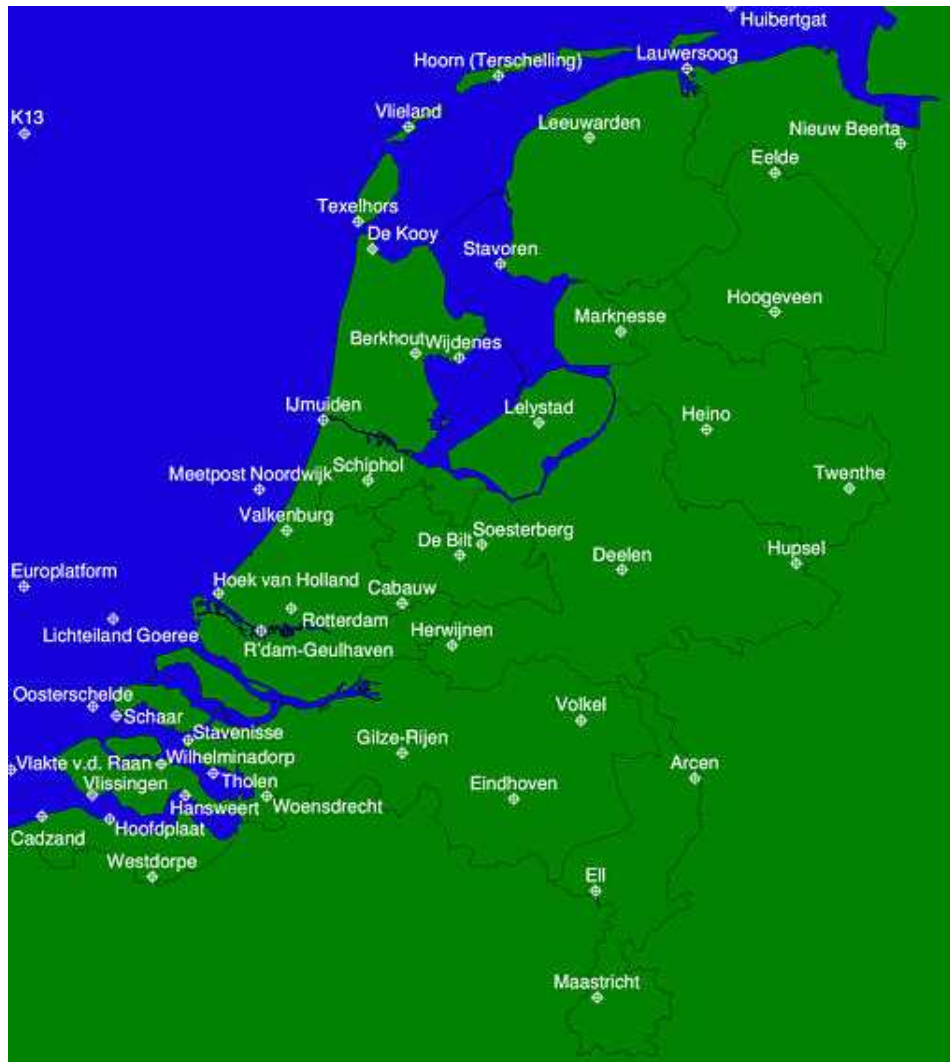 Huibertgat
Hoorn (Terschelling)
Lauwersoog
Vlieland
K13
Leeuwarden
Nieuw Beerta
Eelde
Texelhors
De Kooy
Stavoren
Hoogeveen
Marknesse
Berkhout
Wijdenes
IJmuiden
Lelystad
Heino
Schiphol
Meetpost Noordwijk
Twenthe
Valkenburg
Soesterberg
De Bilt
Deelen
Hupsel
Europlatform
Hoek van Holland
Cabauw
Rotterdam
Lichteiland Goeree
Herwijnen
R'dam-Geulhaven
Oosterschelde
Volkel
Schaar
Stavenisse
Gilze-Rijen
Wilhelminadorp
Vlakte v.d. Raan
Arcen
Tholen
Vlissingen
Eindhoven
Hansweert
Woensdrecht
Hoofdplaat
Cadzand
Westdorpe
Ell
Maastricht